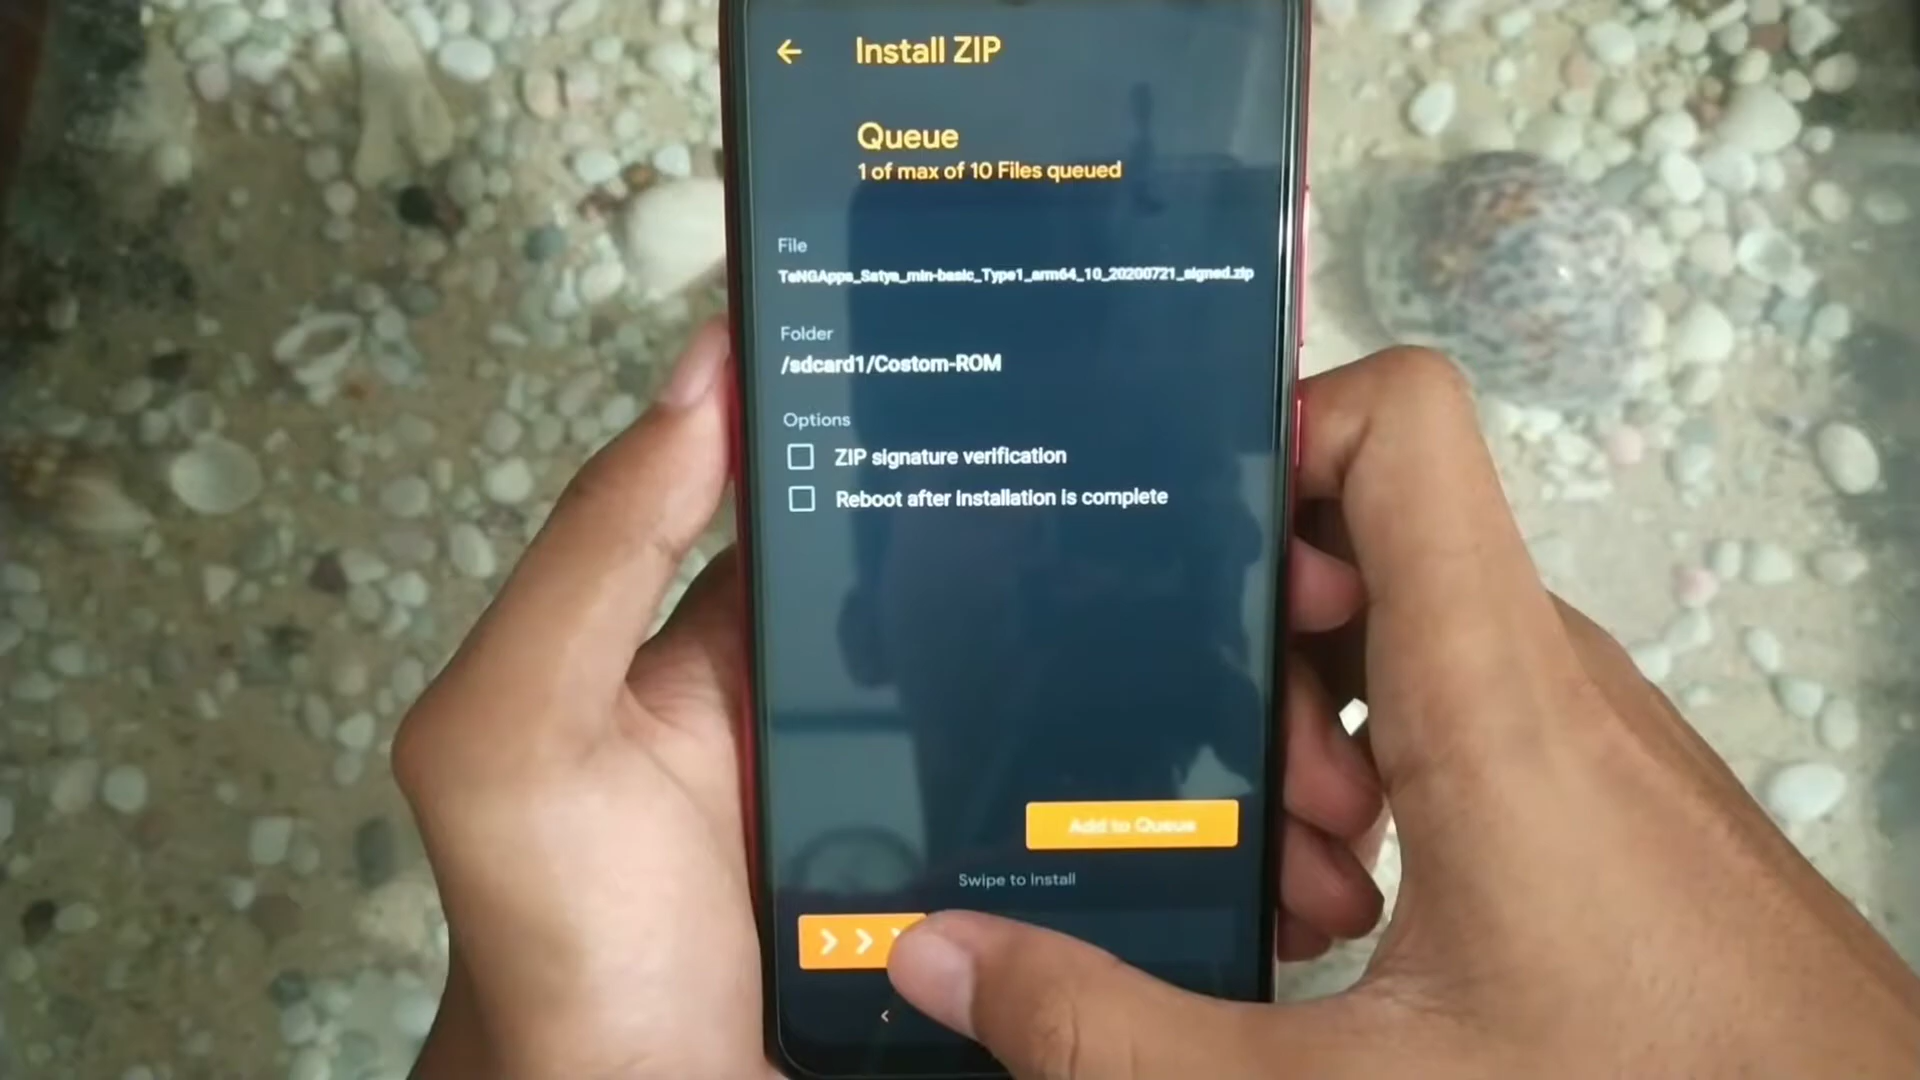 Install ZIP
Queue
1 of max of 10 Files queued
File
TeNGApps_Satya_min-basic_Type1_arm64_10_20200721_signed.zip
Folder
/sdcard1/Costom-ROM
Options
ZIP signature verification
Reboot after installation is complete
Add to Queue
Swipe to Install